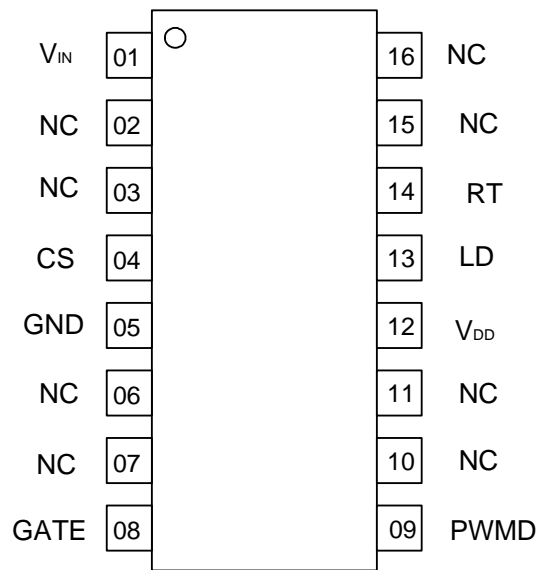 VIN 01 16 NC
NC 02 15 NC
NC 03 14 RT
CS 04 13 LD
GND 05 12 VDD
NC 06 11 NC
NC 07 10 NC
GATE 08 09 PWMD